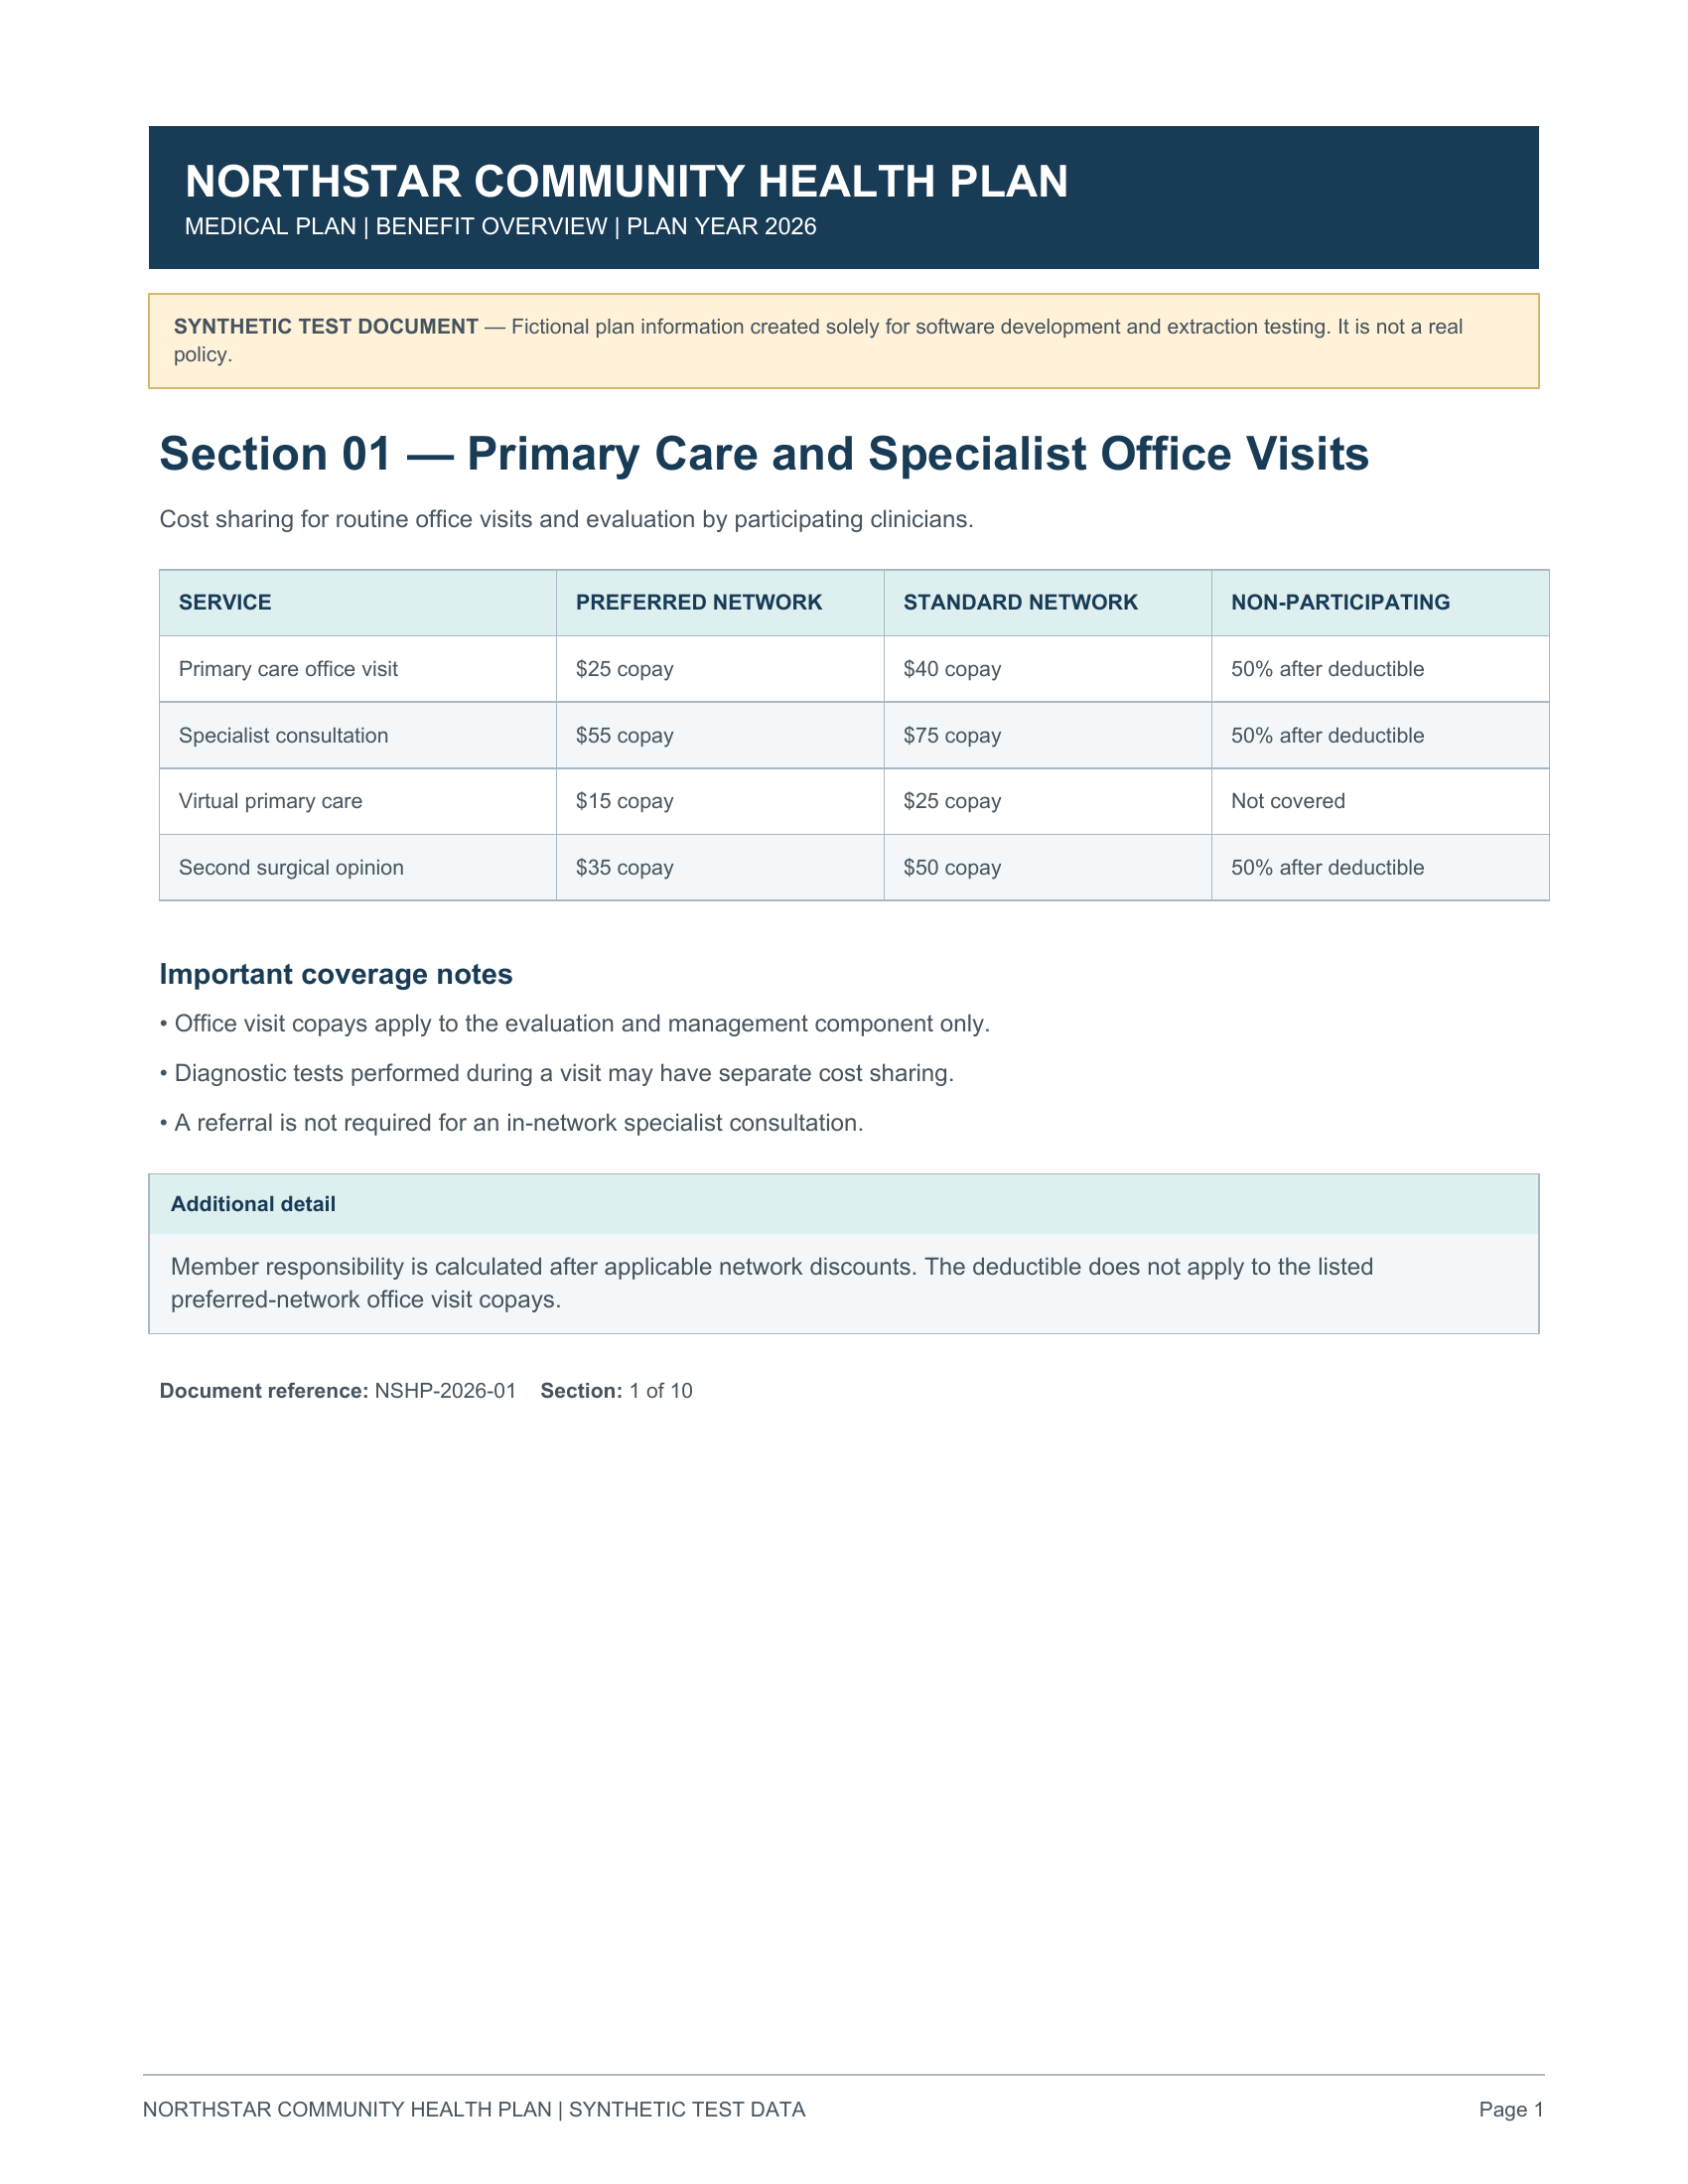 NORTHSTAR COMMUNITY HEALTH PLAN
MEDICAL PLAN | BENEFIT OVERVIEW | PLAN YEAR 2026
SYNTHETIC TEST DOCUMENT — Fictional plan information created solely for software development and extraction testing. It is not a real
policy.
Section 01 — Primary Care and Specialist Office Visits
Cost sharing for routine office visits and evaluation by participating clinicians.
SERVICE PREFERRED NETWORK STANDARD NETWORK NON-PARTICIPATING
Primary care office visit $25 copay $40 copay 50% after deductible
Specialist consultation $55 copay $75 copay 50% after deductible
Virtual primary care $15 copay $25 copay Not covered
Second surgical opinion $35 copay $50 copay 50% after deductible
Important coverage notes
• Office visit copays apply to the evaluation and management component only.
• Diagnostic tests performed during a visit may have separate cost sharing.
• A referral is not required for an in-network specialist consultation.
Additional detail
Member responsibility is calculated after applicable network discounts. The deductible does not apply to the listed
preferred-network office visit copays.
Document reference: NSHP-2026-01 Section: 1 of 10
NORTHSTAR COMMUNITY HEALTH PLAN | SYNTHETIC TEST DATA Page 1